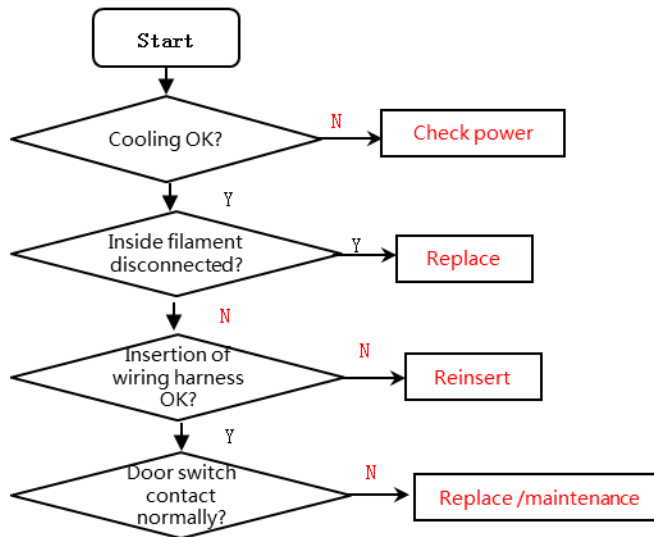 Start
Cooling OK?
N
Check power
Y
Inside filament
disconnected?
Y
Replace
N
Insertion of
wiring harness
OK?
N
Reinsert
Y
Door switch
contact
normally?
N
Replace /maintenance